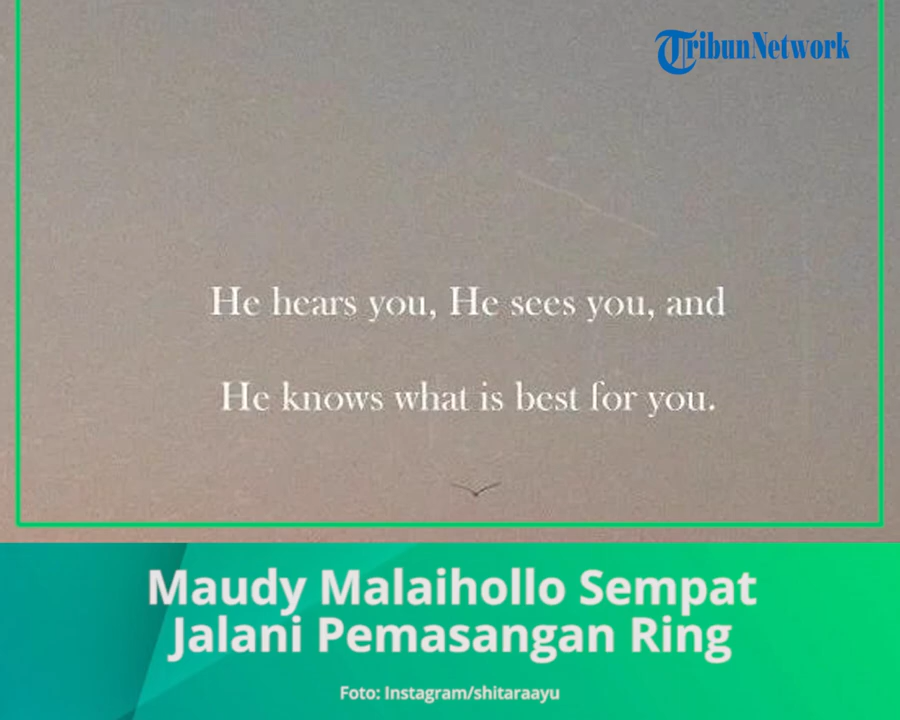 TribunNetwork
He hears you, He sees you, and
He knows what is best for you.
Maudy Malaihollo Sempat
Jalani Pemasangan Ring
Foto: Instagram/shitaraayu